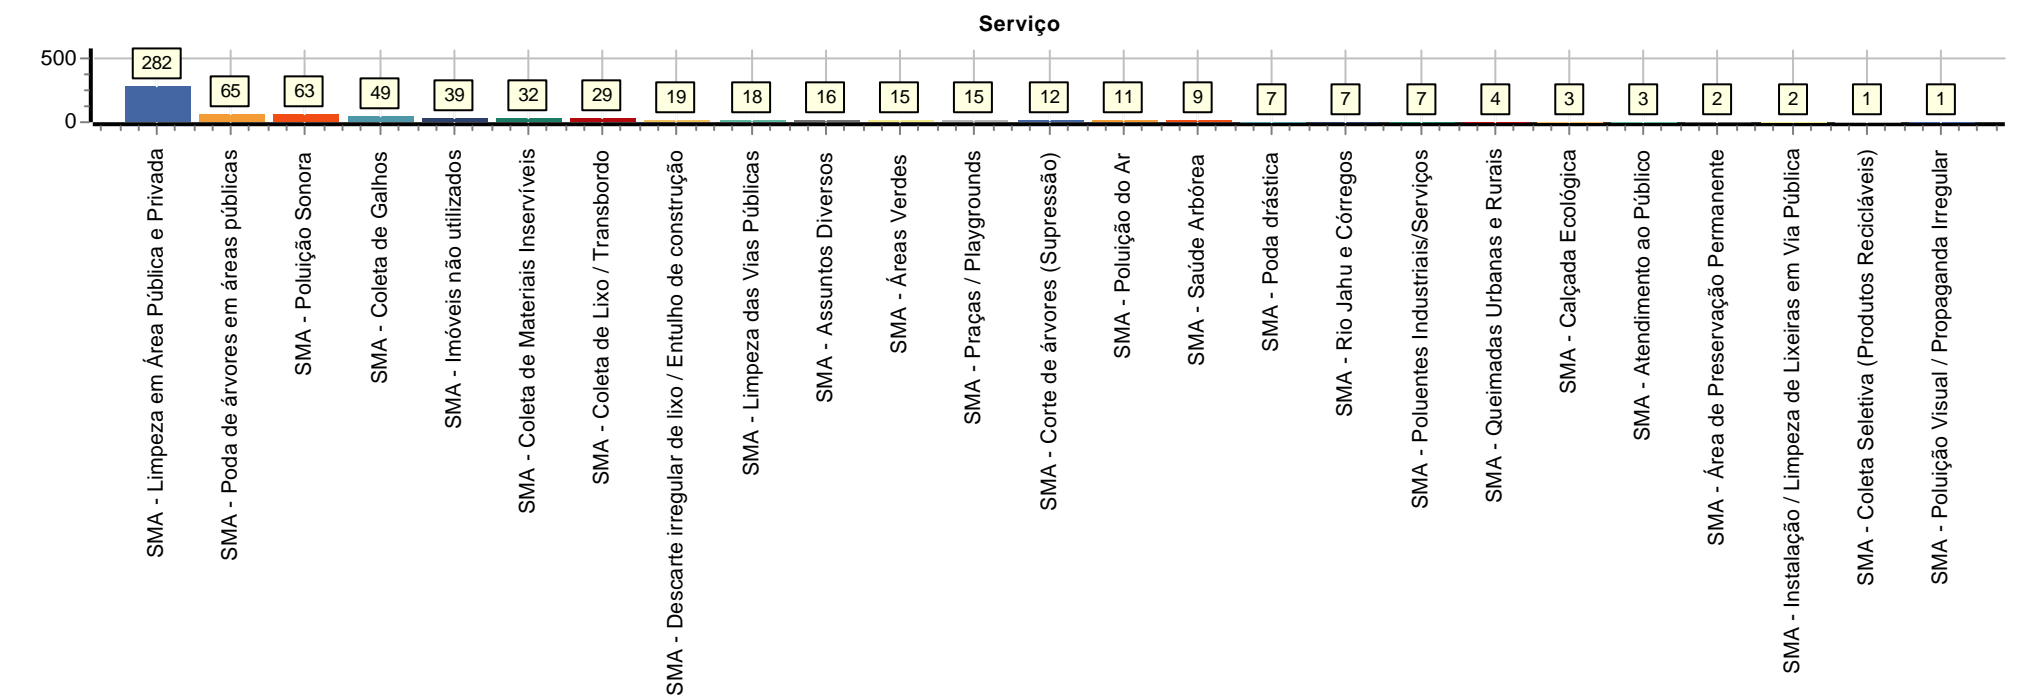 Serviço
500
0
282
65
63
49
39
32
29
19
18
16
15
15
12
11
9
7
7
7
4
3
3
2
2
1
1
SMA - Limpeza em Área Pública e Privada
SMA - Poda de árvores em áreas públicas
SMA - Poluição Sonora
SMA - Coleta de Galhos
SMA - Imóveis não utilizados
SMA - Coleta de Materiais Inservíveis
SMA - Coleta de Lixo / Transbordo
SMA - Descarte irregular de lixo / Entulho de construção
SMA - Limpeza das Vias Públicas
SMA - Assuntos Diversos
SMA - Áreas Verdes
SMA - Praças / Playgrounds
SMA - Corte de árvores (Supressão)
SMA - Poluição do Ar
SMA - Saúde Arbórea
SMA - Poda drástica
SMA - Rio Jahu e Córregos
SMA - Poluentes Industriais/Serviços
SMA - Queimadas Urbanas e Rurais
SMA - Calçada Ecológica
SMA - Atendimento ao Público
SMA - Área de Preservação Permanente
SMA - Instalação / Limpeza de Lixeiras em Via Pública
SMA - Coleta Seletiva (Produtos Recicláveis)
SMA - Poluição Visual / Propaganda Irregular